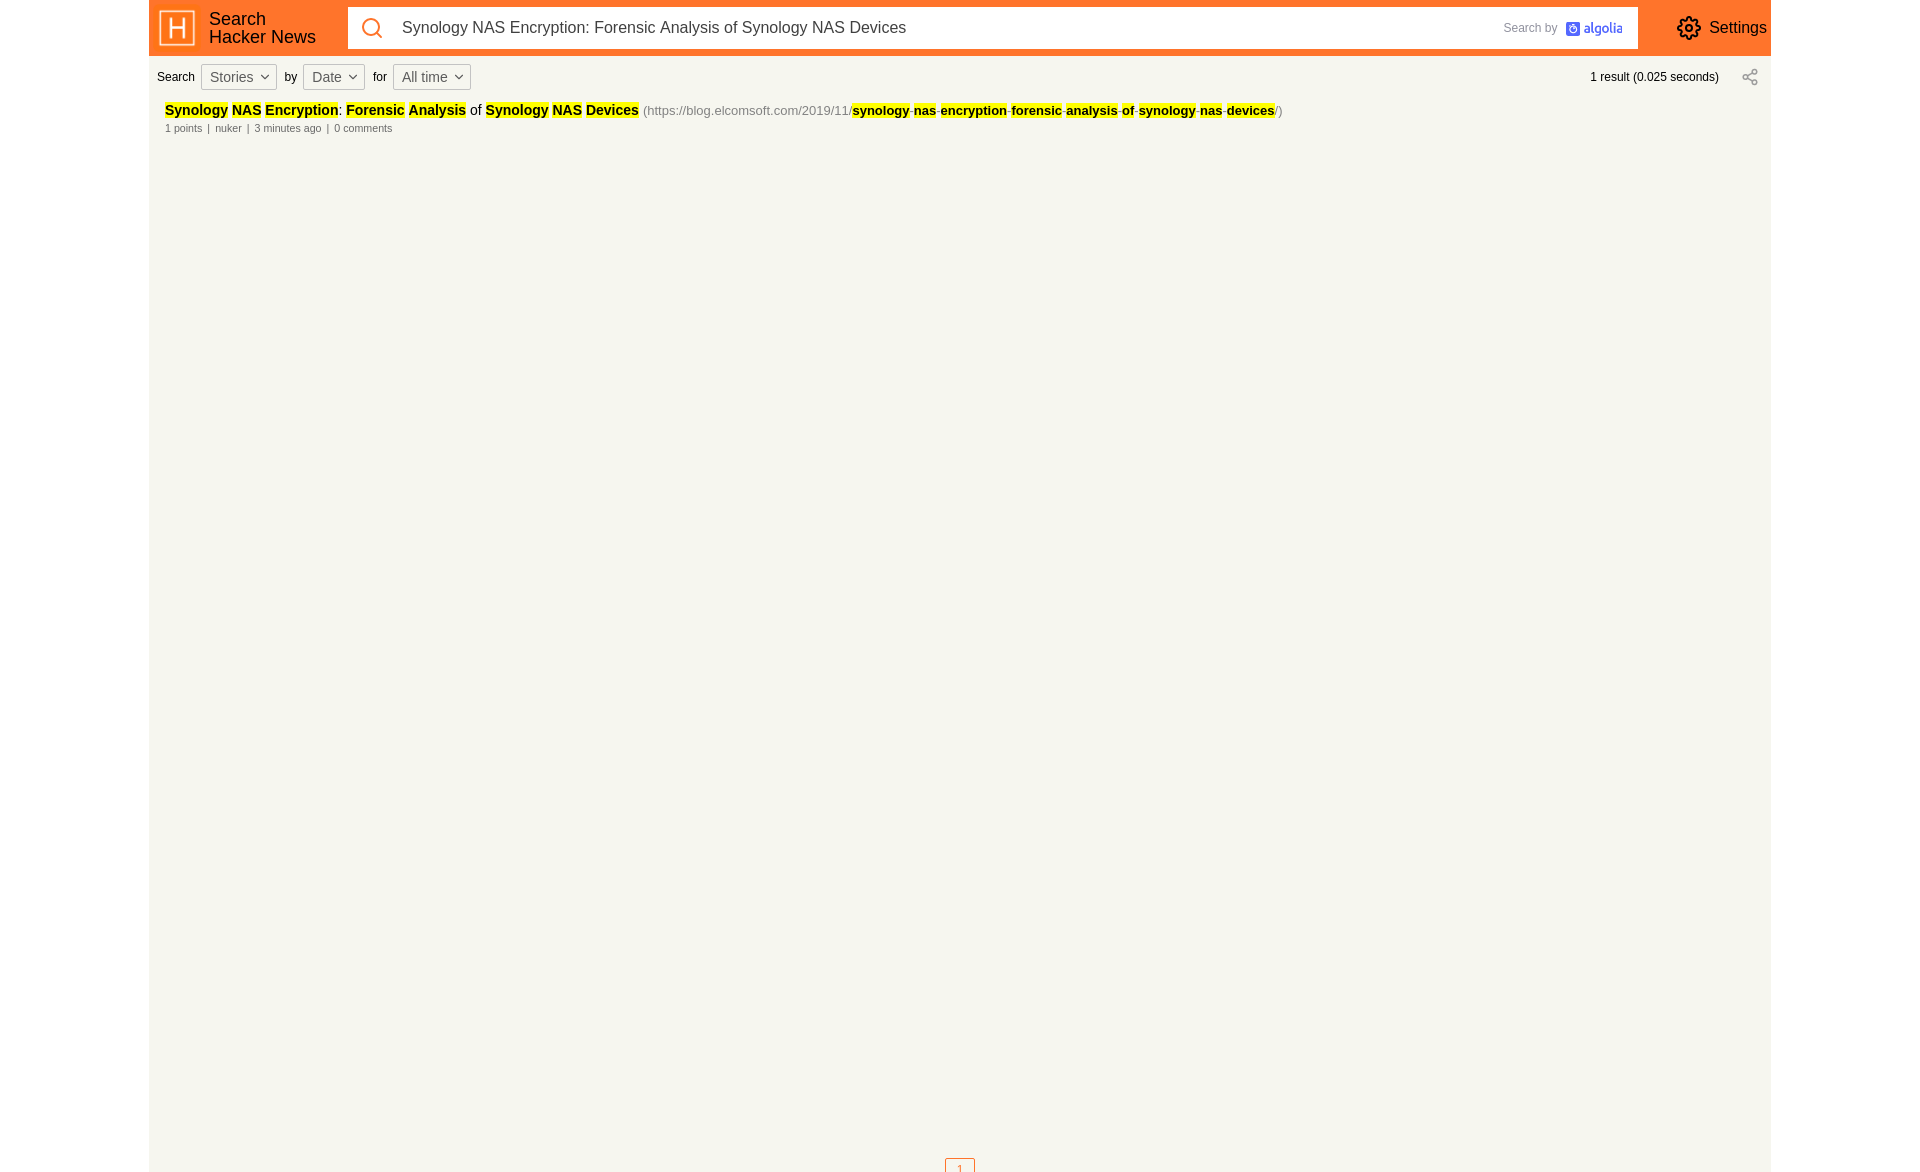 H
Search
Hacker News
Synology NAS Encryption: Forensic Analysis of Synology NAS Devices
Search by algolia
Settings
Search Stories by Date for All time
1 result (0.025 seconds)
Synology NAS Encryption: Forensic Analysis of Synology NAS Devices (https://blog.elcomsoft.com/2019/11/synology-nas-encryption-forensic-analysis-of-synology-nas-devices/)
1 points | nuker | 3 minutes ago | 0 comments
1